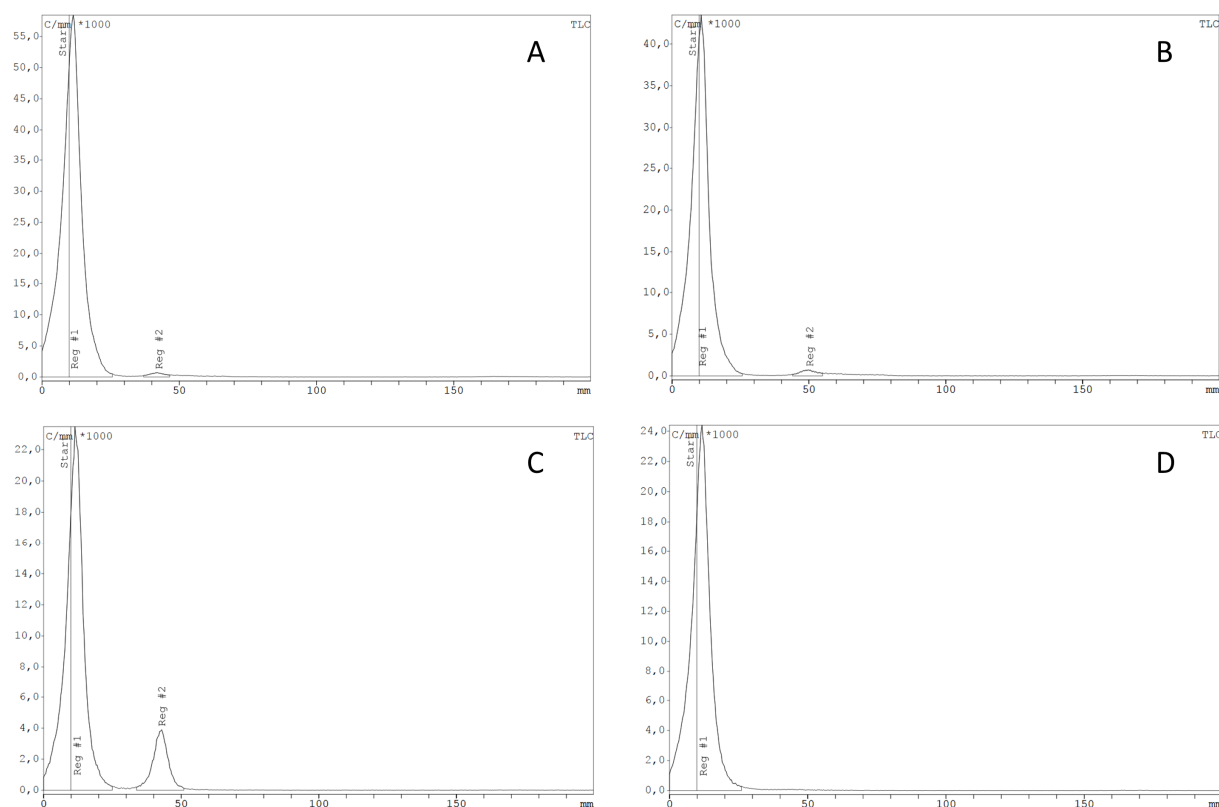 C/mm *1000 TLC
Start
A
55,0
50,0
45,0
40,0
35,0
30,0
25,0
20,0
15,0
10,0
5,0
0,0
Reg #1
Reg #2
0 50 100 150 mm
C/mm *1000 TLC
Start
B
40,0
35,0
30,0
25,0
20,0
15,0
10,0
5,0
0,0
Reg #1
Reg #2
0 50 100 150 mm
C/mm *1000 TLC
Start
C
22,0
20,0
18,0
16,0
14,0
12,0
10,0
8,0
6,0
4,0
2,0
0,0
Reg #1
Reg #2
0 50 100 150 mm
C/mm *1000 TLC
Start
D
24,0
22,0
20,0
18,0
16,0
14,0
12,0
10,0
8,0
6,0
4,0
2,0
0,0
Reg #1
0 50 100 150 mm